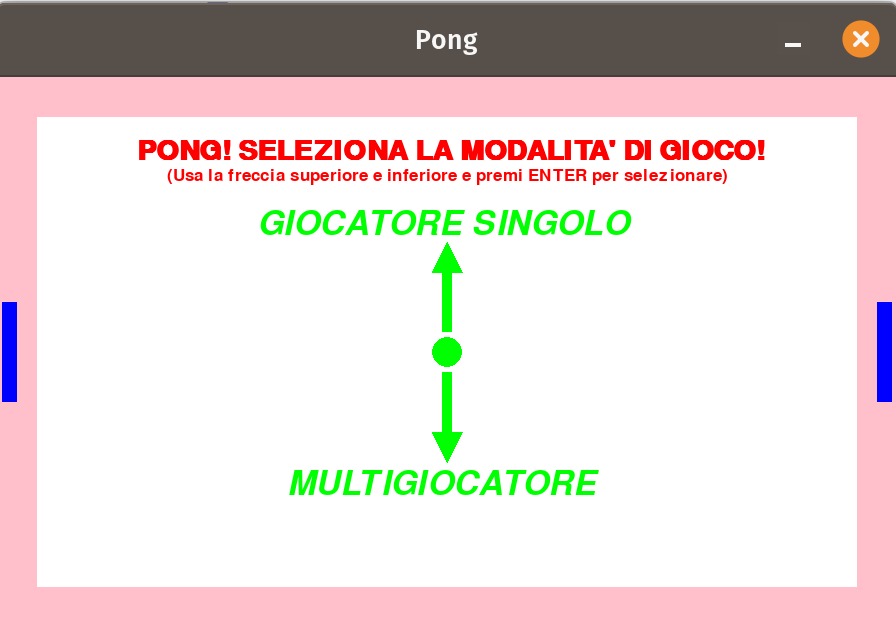 Pong
PONG! SELEZIONA LA MODALITA' DI GIOCO!
(Usa la freccia superiore e inferiore e premi ENTER per selezionare)
GIOCATORE SINGOLO
MULTIGIOCATORE